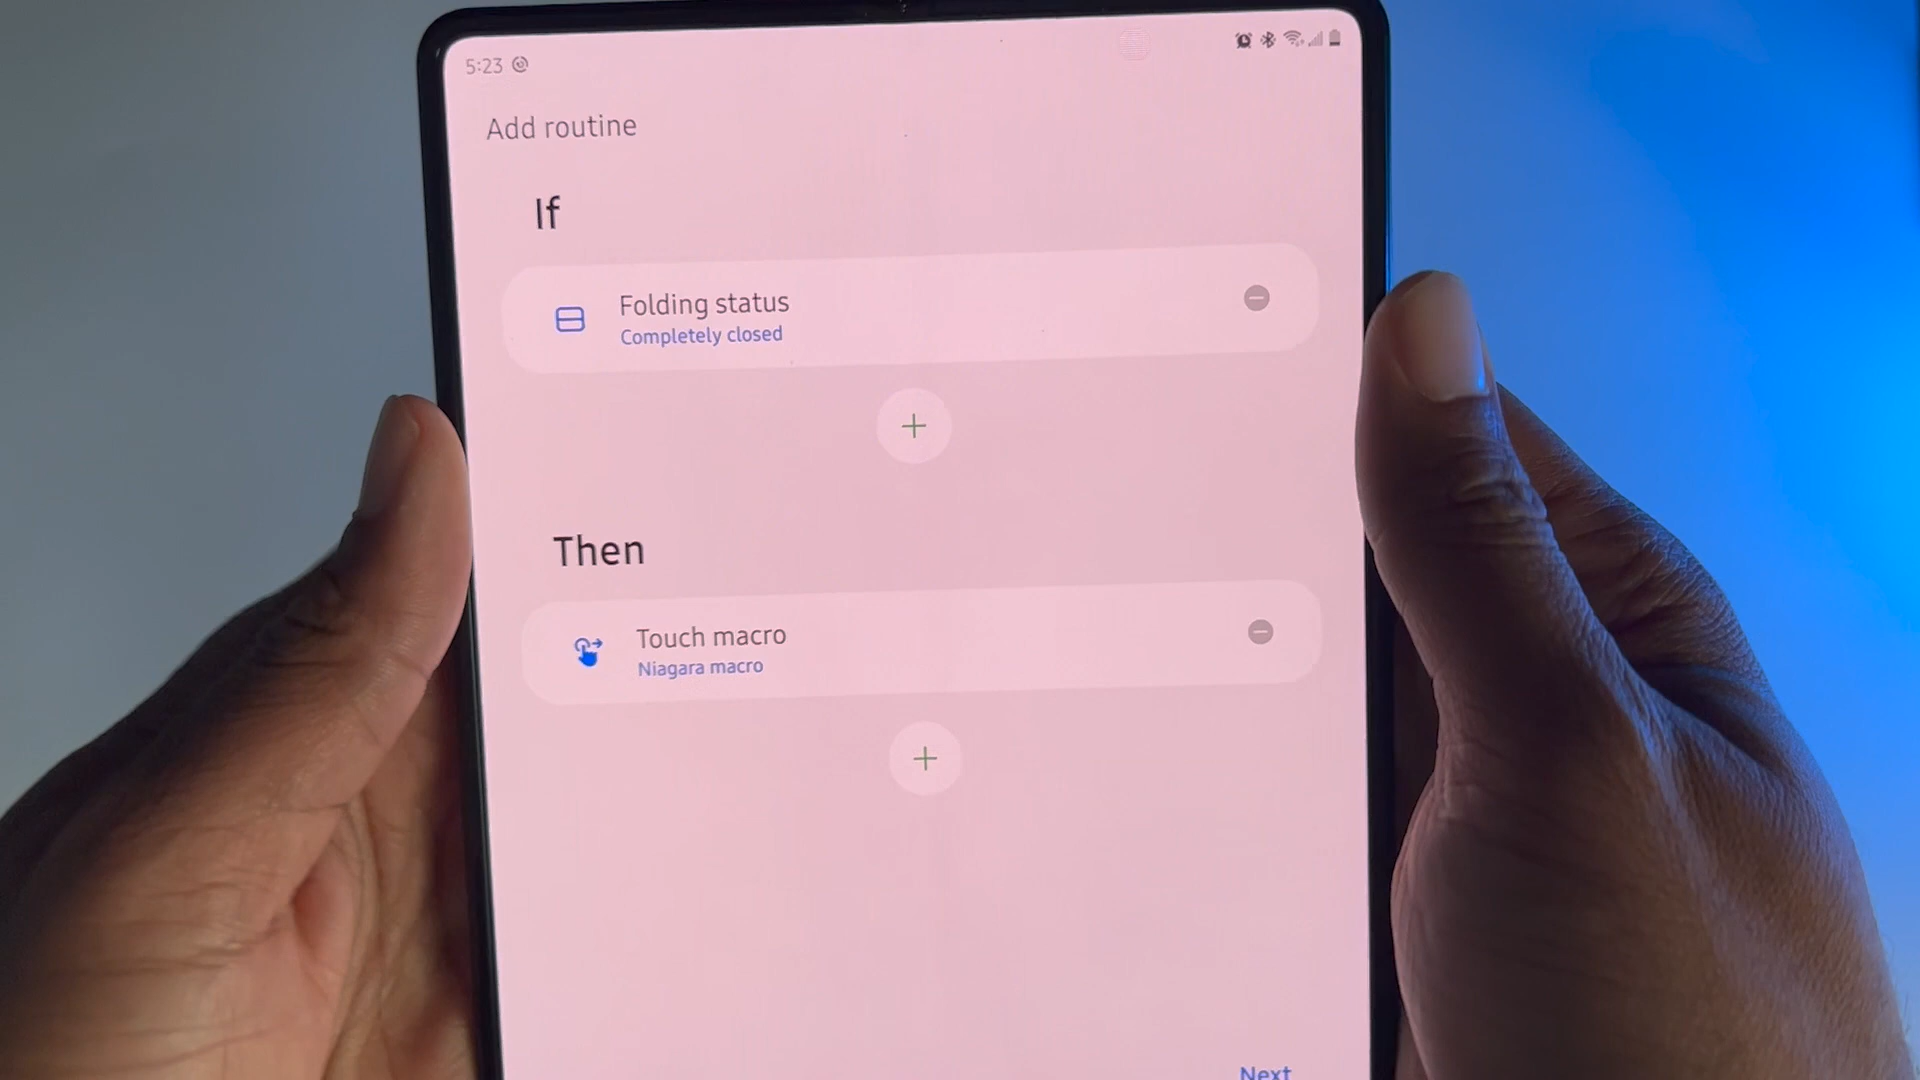 5:23
Add routine
If
Folding status
Completely closed
Then
Touch macro
Niagara macro
Next